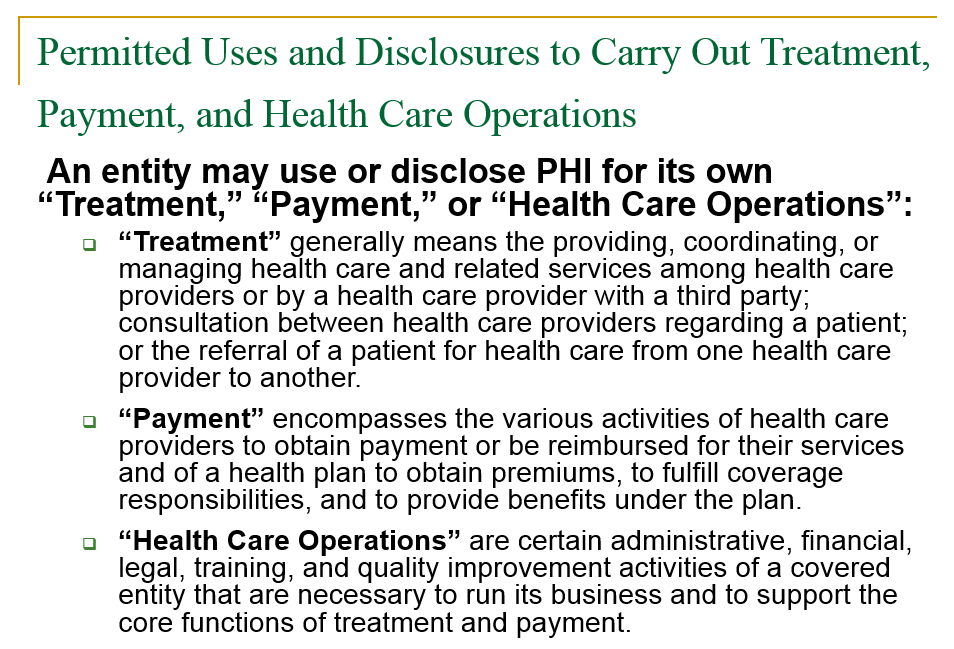 Permitted Uses and Disclosures to Carry Out Treatment,
Payment, and Health Care Operations
An entity may use or disclose PHI for its own
“Treatment,” “Payment,” or “Health Care Operations”:
“Treatment” generally means the providing, coordinating, or
managing health care and related services among health care
providers or by a health care provider with a third party;
consultation between health care providers regarding a patient;
or the referral of a patient for health care from one health care
provider to another.
“Payment” encompasses the various activities of health care
providers to obtain payment or be reimbursed for their services
and of a health plan to obtain premiums, to fulfill coverage
responsibilities, and to provide benefits under the plan.
“Health Care Operations” are certain administrative, financial,
legal, training, and quality improvement activities of a covered
entity that are necessary to run its business and to support the
core functions of treatment and payment.